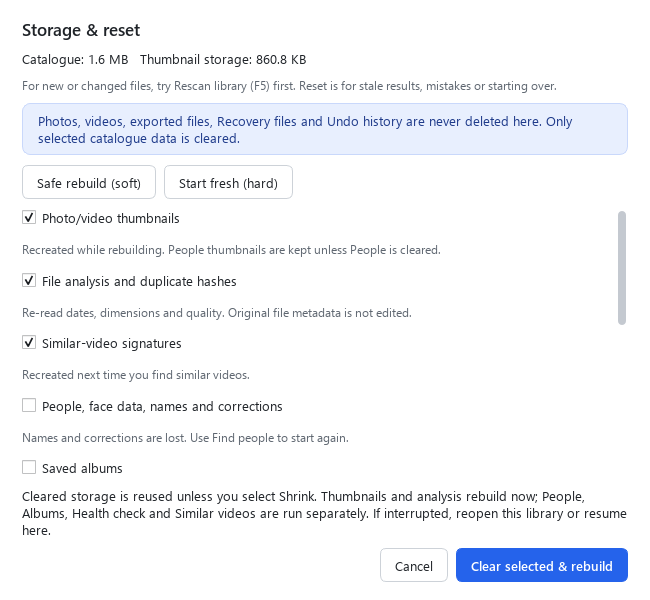 Storage & reset
Catalogue: 1.6 MB   Thumbnail storage: 860.8 KB
For new or changed files, try Rescan library (F5) first. Reset is for stale results, mistakes or starting over.
Photos, videos, exported files, Recovery files and Undo history are never deleted here. Only
selected catalogue data is cleared.
Safe rebuild (soft)   Start fresh (hard)
Photo/video thumbnails
Recreated while rebuilding. People thumbnails are kept unless People is cleared.
File analysis and duplicate hashes
Re-read dates, dimensions and quality. Original file metadata is not edited.
Similar-video signatures
Recreated next time you find similar videos.
People, face data, names and corrections
Names and corrections are lost. Use Find people to start again.
Saved albums
Cleared storage is reused unless you select Shrink. Thumbnails and analysis rebuild now; People,
Albums, Health check and Similar videos are run separately. If interrupted, reopen this library or resume
here.
Cancel   Clear selected & rebuild